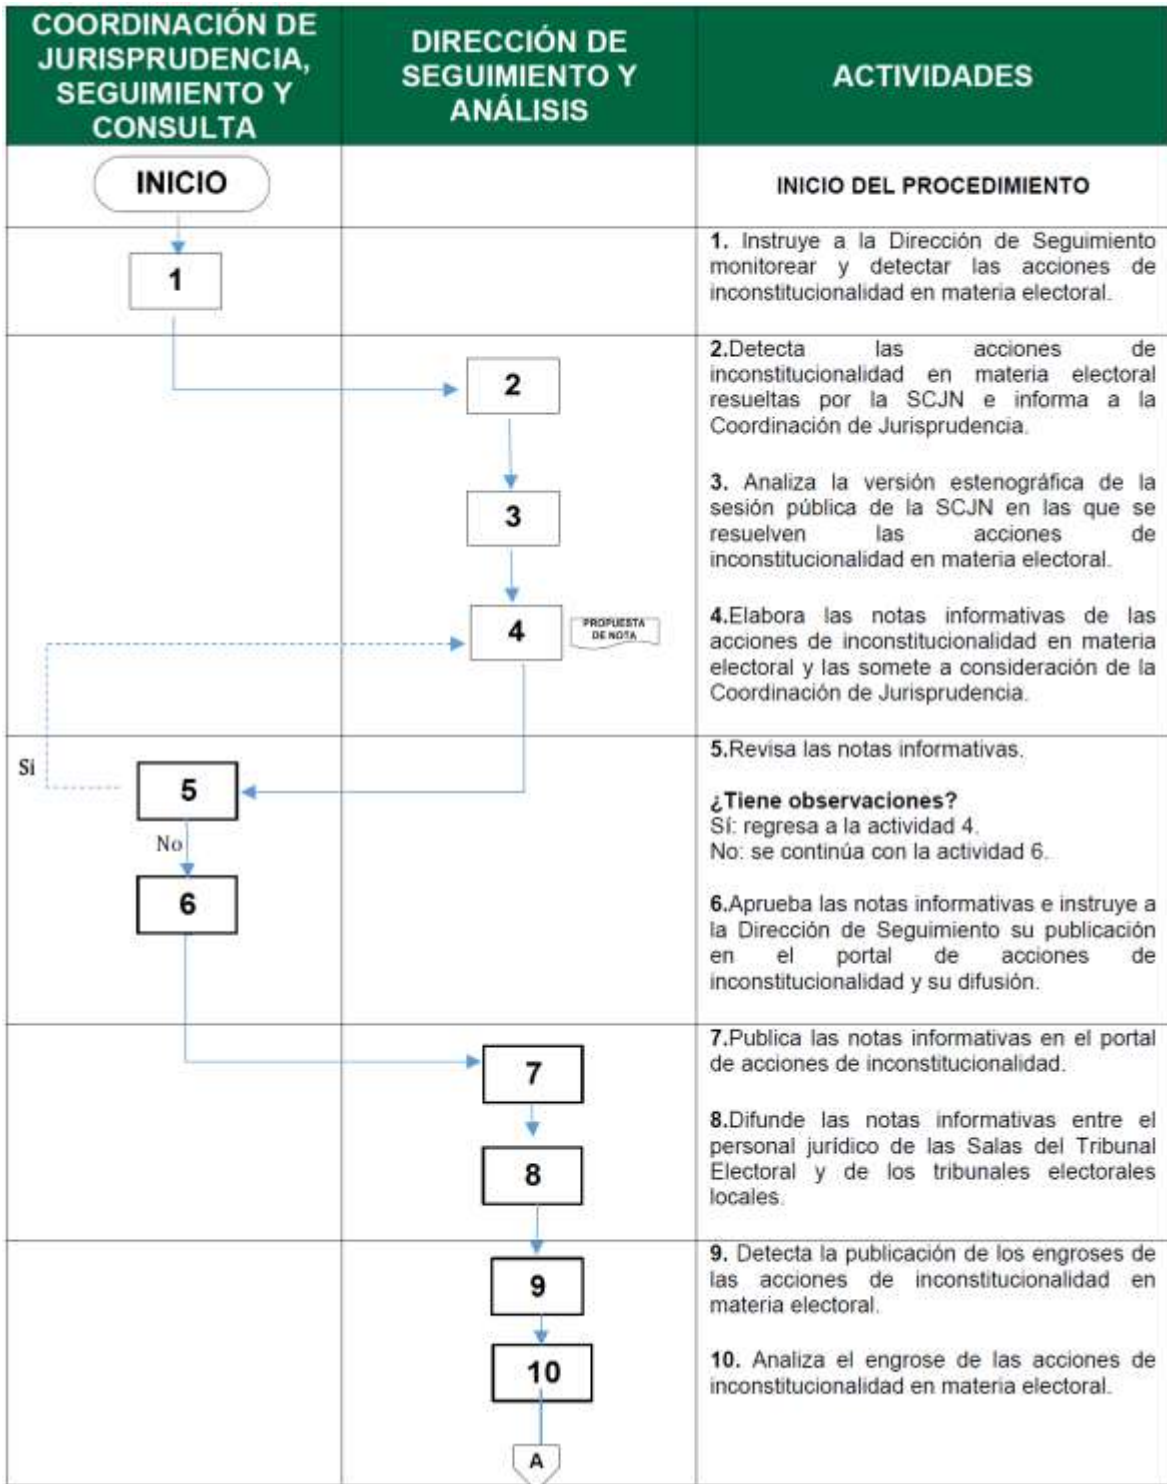 COORDINACIÓN DE
JURISPRUDENCIA,
SEGUIMIENTO Y
CONSULTA
DIRECCIÓN DE
SEGUIMIENTO Y
ANÁLISIS
ACTIVIDADES
INICIO
INICIO DEL PROCEDIMIENTO
1
1. Instruye a la Dirección de Seguimiento
monitorear y detectar las acciones de
inconstitucionalidad en materia electoral.
2
2.Detecta las acciones de
inconstitucionalidad en materia electoral
resueltas por la SCJN e informa a la
Coordinación de Jurisprudencia.
3
3. Analiza la versión estenográfica de la
sesión pública de la SCJN en las que se
resuelven las acciones de
inconstitucionalidad en materia electoral.
4
PROPUESTA
DE NOTA
4.Elabora las notas informativas de las
acciones de inconstitucionalidad en materia
electoral y las somete a consideración de la
Coordinación de Jurisprudencia.
Si
5
5.Revisa las notas informativas.
¿Tiene observaciones?
Sí: regresa a la actividad 4.
No: se continúa con la actividad 6.
No
6
6.Aprueba las notas informativas e instruye a
la Dirección de Seguimiento su publicación
en el portal de acciones de
inconstitucionalidad y su difusión.
7
7.Publica las notas informativas en el portal
de acciones de inconstitucionalidad.
8
8.Difunde las notas informativas entre el
personal jurídico de las Salas del Tribunal
Electoral y de los tribunales electorales
locales.
9
9. Detecta la publicación de los engroses de
las acciones de inconstitucionalidad en
materia electoral.
10
10. Analiza el engrose de las acciones de
inconstitucionalidad en materia electoral.
A